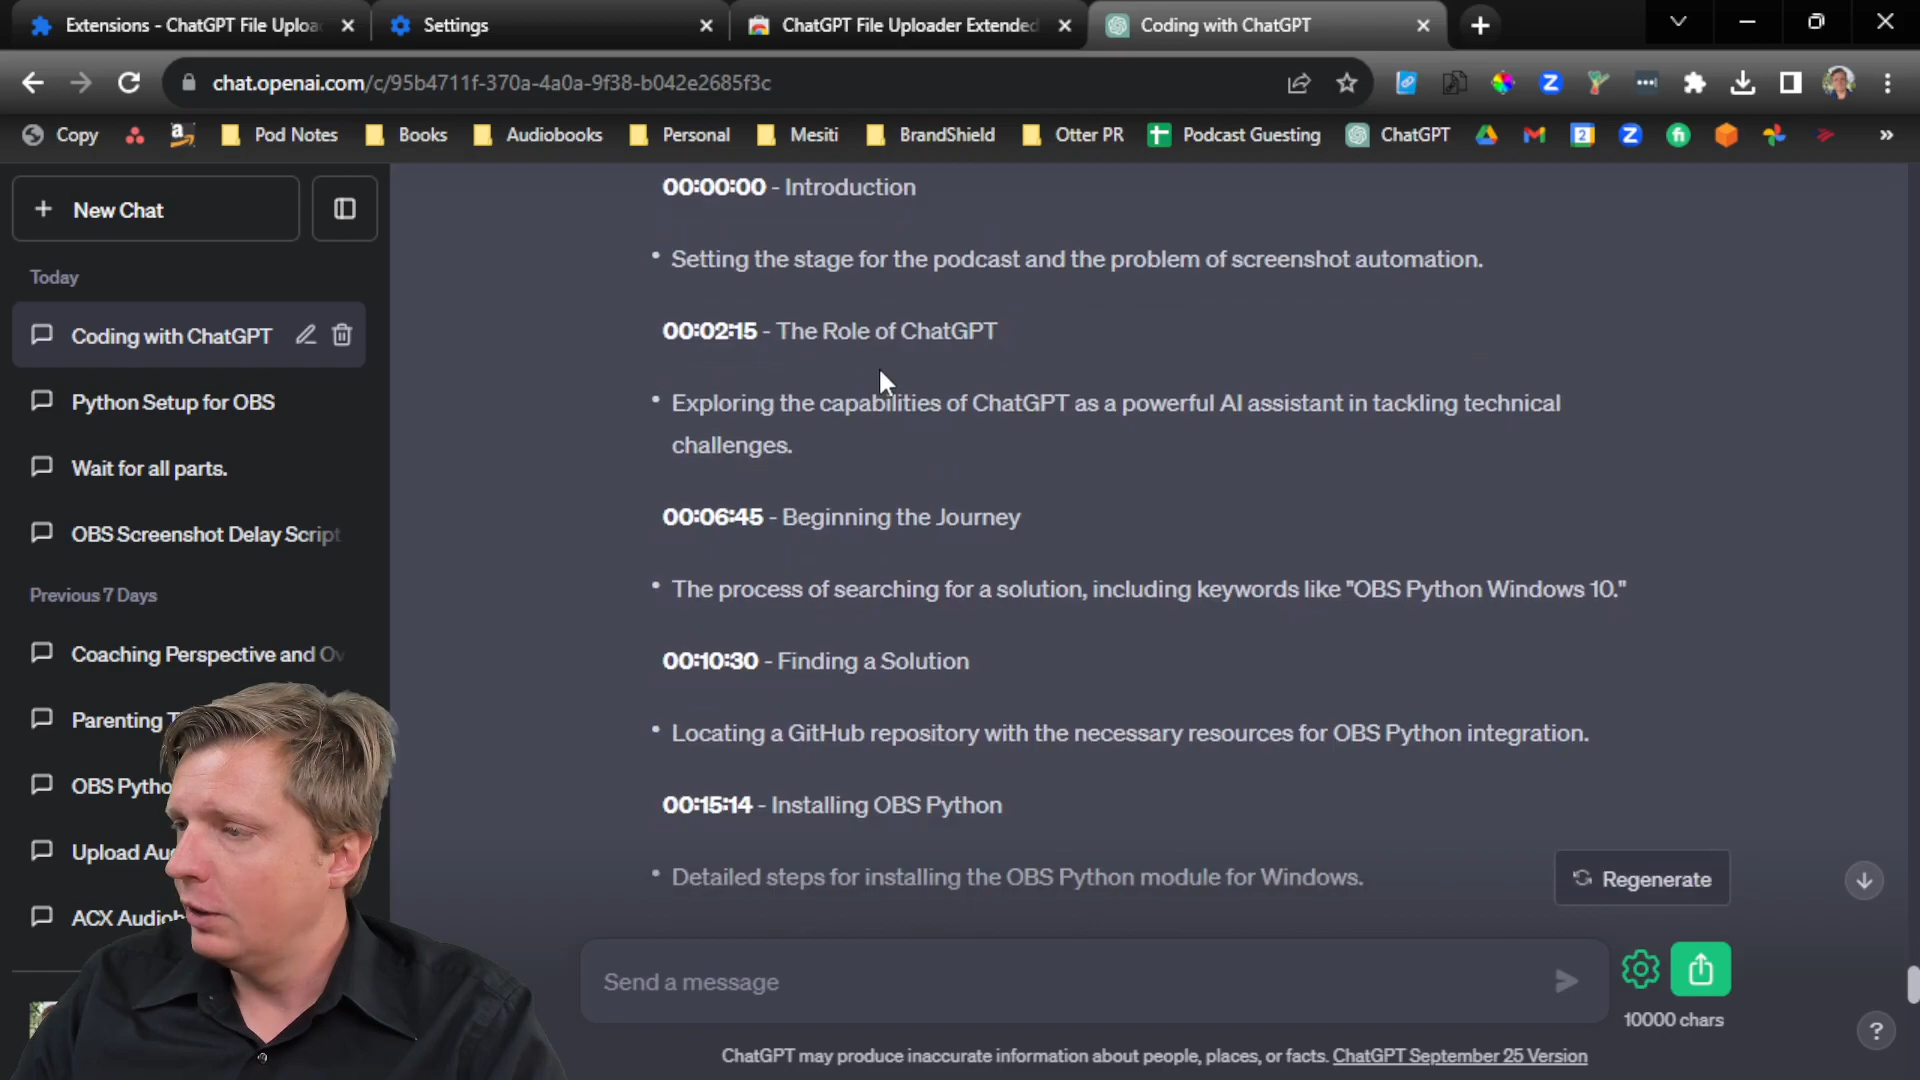 Extensions - ChatGPT File Uploa
Settings
ChatGPT File Uploader Extended
Coding with ChatGPT
chat.openai.com/c/95b4711f-370a-4a0a-9f38-b042e2685f3c
Copy
Pod Notes
Books
Audiobooks
Personal
Mesiti
BrandShield
Otter PR
Podcast Guesting
ChatGPT
»
New Chat
Today
Coding with ChatGPT
Python Setup for OBS
Wait for all parts.
OBS Screenshot Delay Script
Previous 7 Days
Coaching Perspective and Ov
Parenting T
OBS Pytho
Upload Au
ACX Audiob
00:00:00 - Introduction
• Setting the stage for the podcast and the problem of screenshot automation.
00:02:15 - The Role of ChatGPT
• Exploring the capabilities of ChatGPT as a powerful AI assistant in tackling technical
challenges.
00:06:45 - Beginning the Journey
• The process of searching for a solution, including keywords like "OBS Python Windows 10."
00:10:30 - Finding a Solution
• Locating a GitHub repository with the necessary resources for OBS Python integration.
00:15:14 - Installing OBS Python
• Detailed steps for installing the OBS Python module for Windows.
Regenerate
Send a message
10000 chars
?
ChatGPT may produce inaccurate information about people, places, or facts. ChatGPT September 25 Version